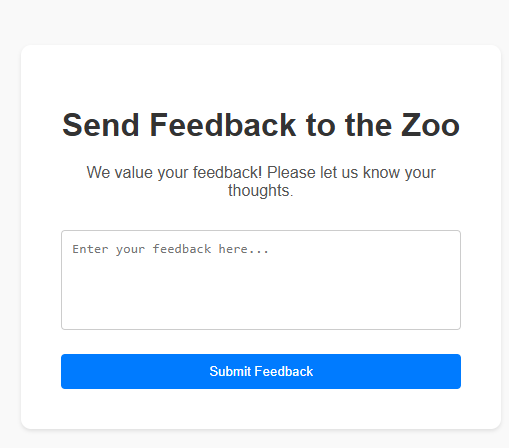 Send Feedback to the Zoo
We value your feedback! Please let us know your
thoughts.
Enter your feedback here...
Submit Feedback